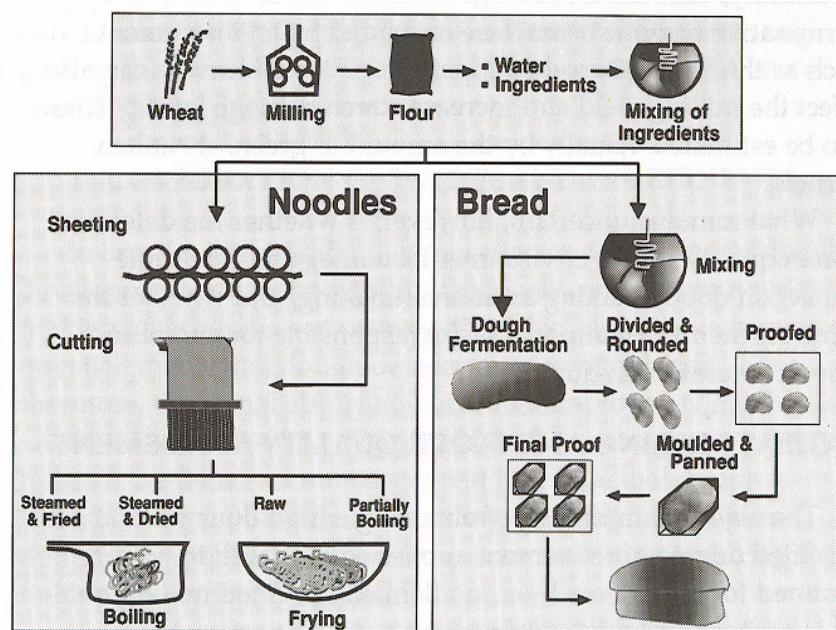 Wheat
Milling
Flour
• Water
• Ingredients
Mixing of
Ingredients
Noodles
Sheeting
Cutting
Steamed
& Fried
Steamed
& Dried
Raw
Partially
Boiling
Boiling
Frying
Bread
Mixing
Dough
Fermentation
Divided &
Rounded
Proofed
Final Proof
Moulded &
Panned